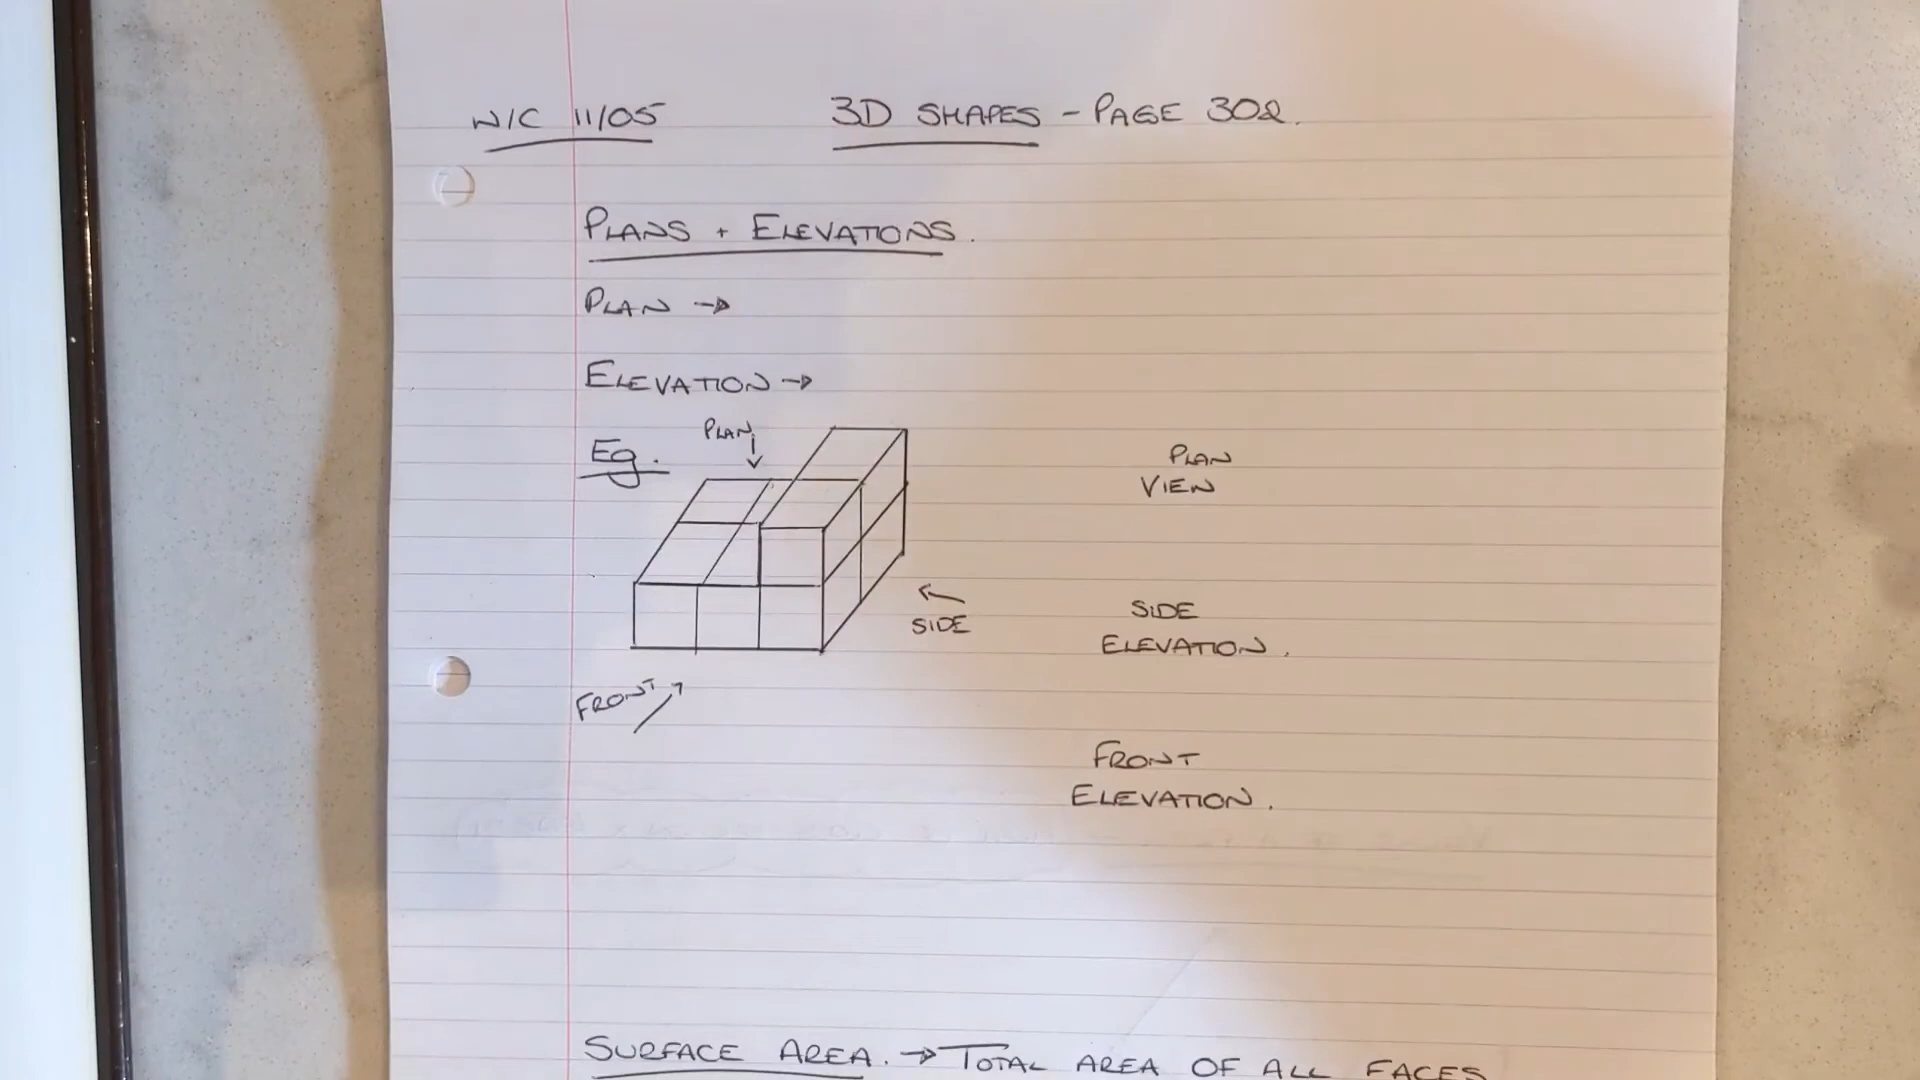 W/C 11/05 3D SHAPES - PAGE 302.
PLANS + ELEVATIONS.
PLAN →
ELEVATION →
Eg.
PLAN
↓
PLAN
VIEW
← SIDE
SIDE
ELEVATION.
FRONT ↗
FRONT
ELEVATION.
SURFACE AREA. → TOTAL AREA OF ALL FACES